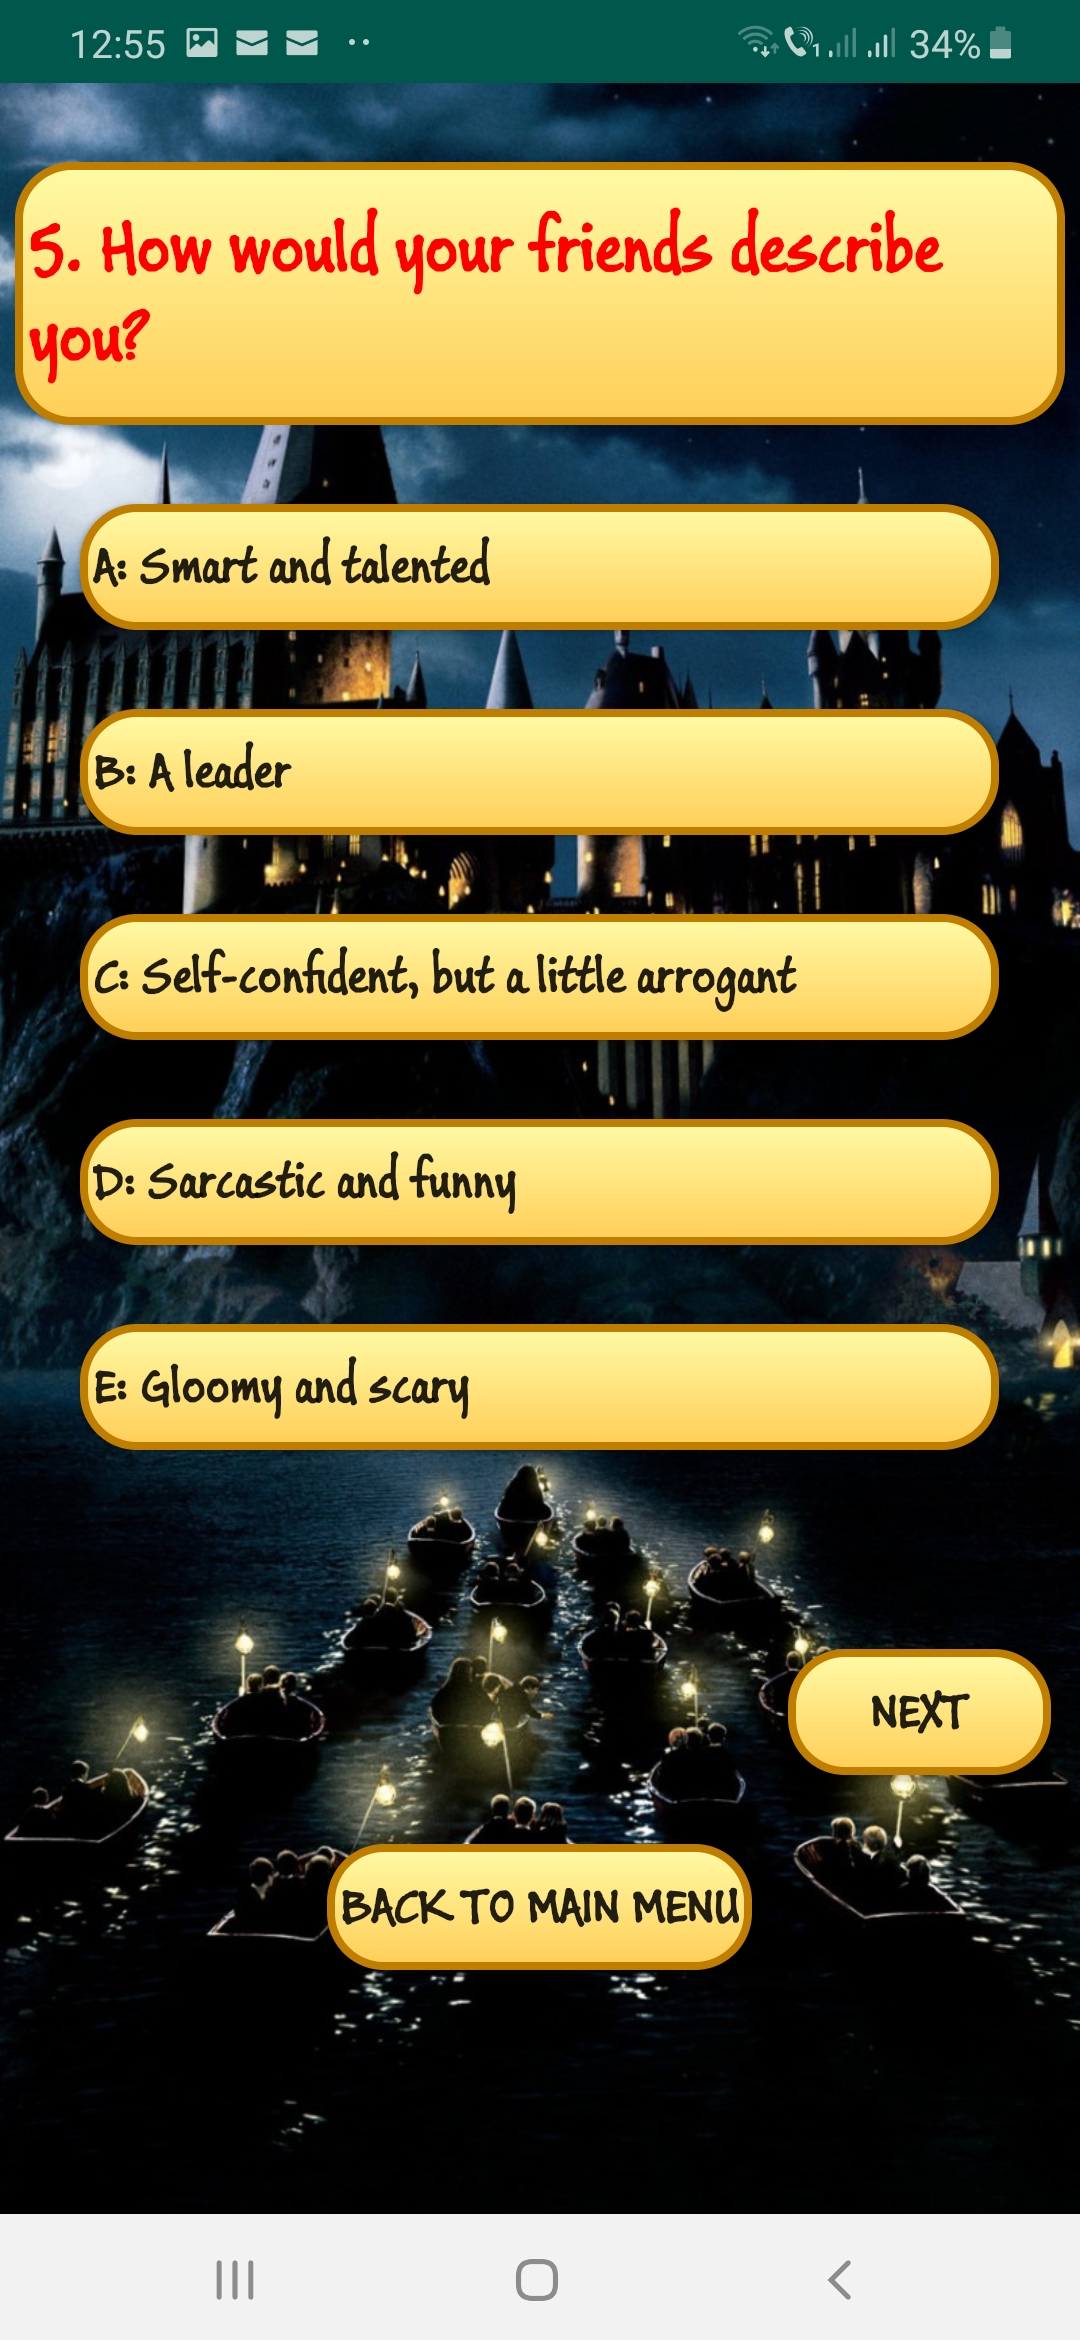 12:55
1
34%
5. How would your friends describe
you?
A: Smart and talented
B: A leader
C: Self-confident, but a little arrogant
D: Sarcastic and funny
E: Gloomy and scary
NEXT
BACK TO MAIN MENU